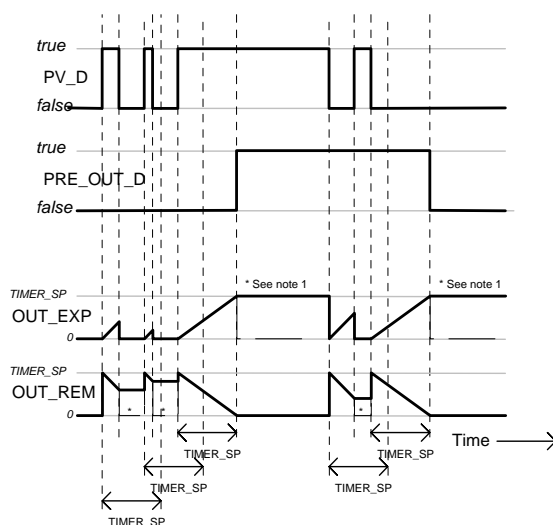 true
PV_D
false
true
PRE_OUT_D
false
* See note 1
* See note 1
TIMER_SP
OUT_EXP
0
TIMER_SP
OUT_REM
0
*
*
*
Time
TIMER_SP
TIMER_SP
TIMER_SP
TIMER_SP
TIMER_SP